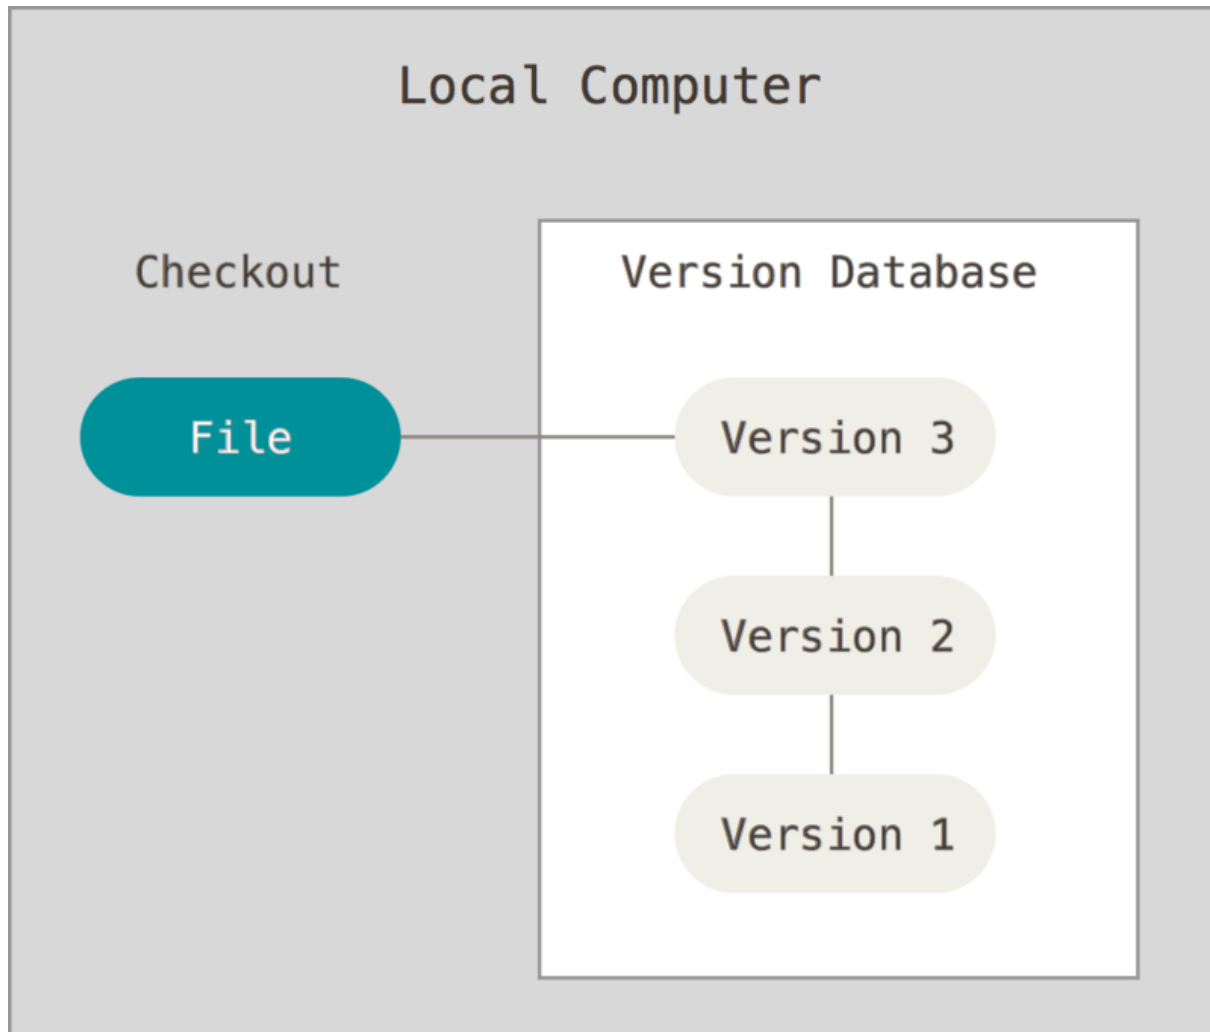 Local Computer
Checkout
Version Database
File
Version 3
Version 2
Version 1